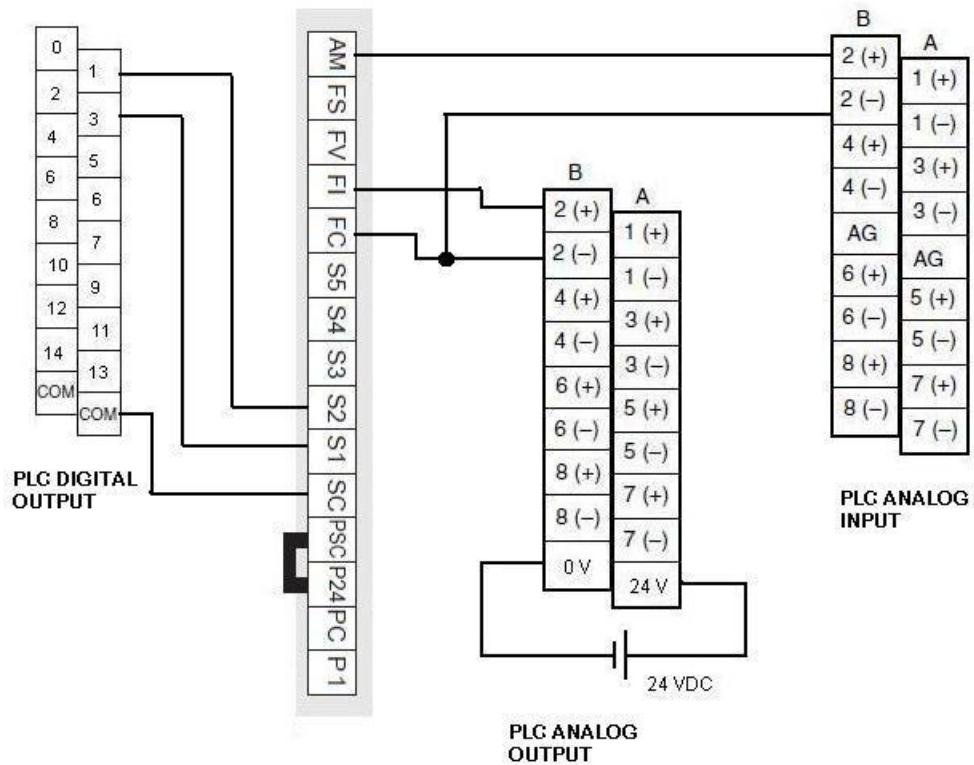 0
2
4
6
8
10
12
14
COM
1
3
5
6
7
9
11
13
COM
PLC DIGITAL
OUTPUT
AM
FS
FV
FI
FC
S5
S4
S3
S2
S1
SC
PSC
P24
PC
P1
B
2 (+)
2 (–)
4 (+)
4 (–)
6 (+)
6 (–)
8 (+)
8 (–)
0 V
A
1 (+)
1 (–)
3 (+)
3 (–)
5 (+)
5 (–)
7 (+)
7 (–)
24 V
24 VDC
PLC ANALOG
OUTPUT
B
2 (+)
2 (–)
4 (+)
4 (–)
AG
6 (+)
6 (–)
8 (+)
8 (–)
A
1 (+)
1 (–)
3 (+)
3 (–)
AG
5 (+)
5 (–)
7 (+)
7 (–)
PLC ANALOG
INPUT